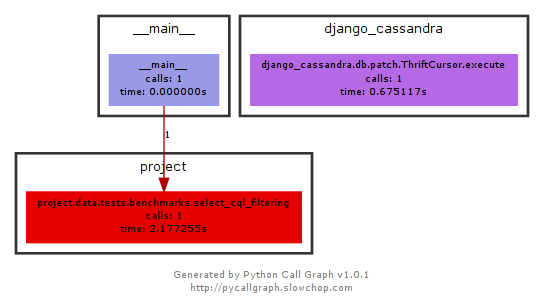 __main__
django_cassandra
__main__
calls: 1
time: 0.000000s
django_cassandra.db.patch.ThriftCursor.execute
calls: 1
time: 0.675117s
1
project
project.data.tests.benchmarks.select_cql_filtering
calls: 1
time: 2.177255s
Generated by Python Call Graph v1.0.1
http://pycallgraph.slowchop.com